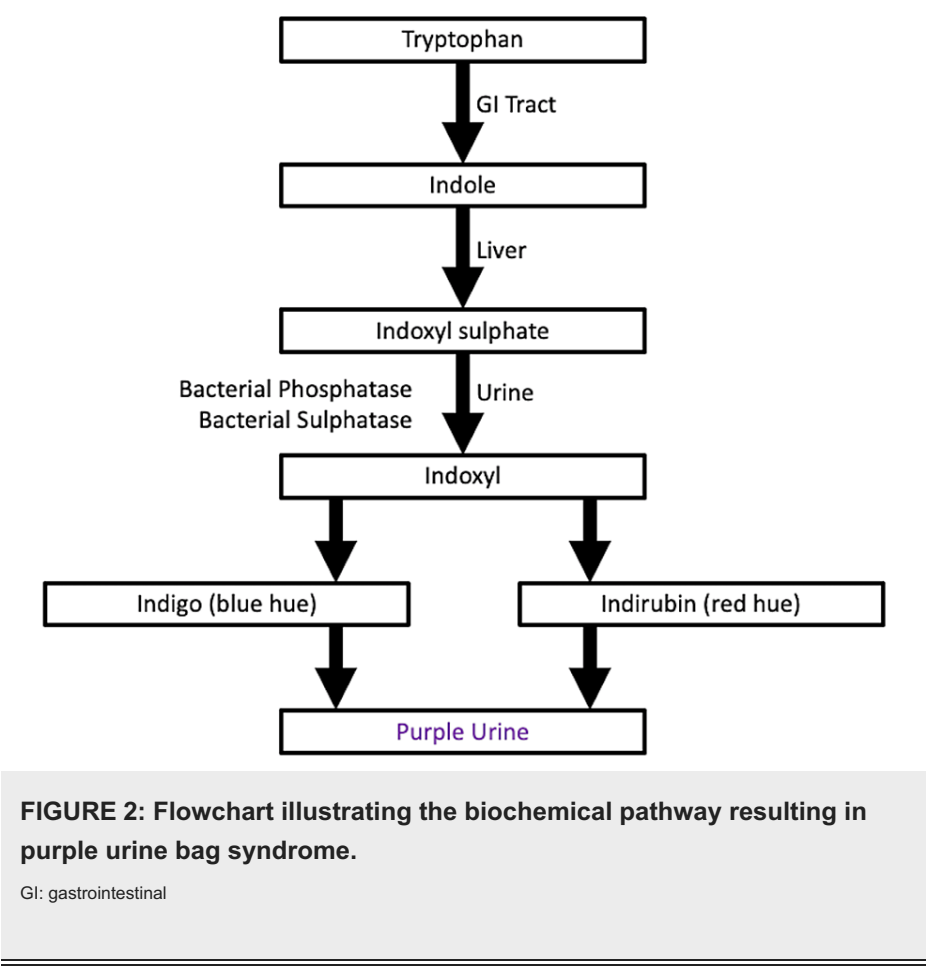 Tryptophan
GI Tract
Indole
Liver
Indoxyl sulphate
Bacterial Phosphatase
Bacterial Sulphatase
Urine
Indoxyl
Indigo (blue hue)
Indirubin (red hue)
Purple Urine
FIGURE 2: Flowchart illustrating the biochemical pathway resulting in
purple urine bag syndrome.
GI: gastrointestinal